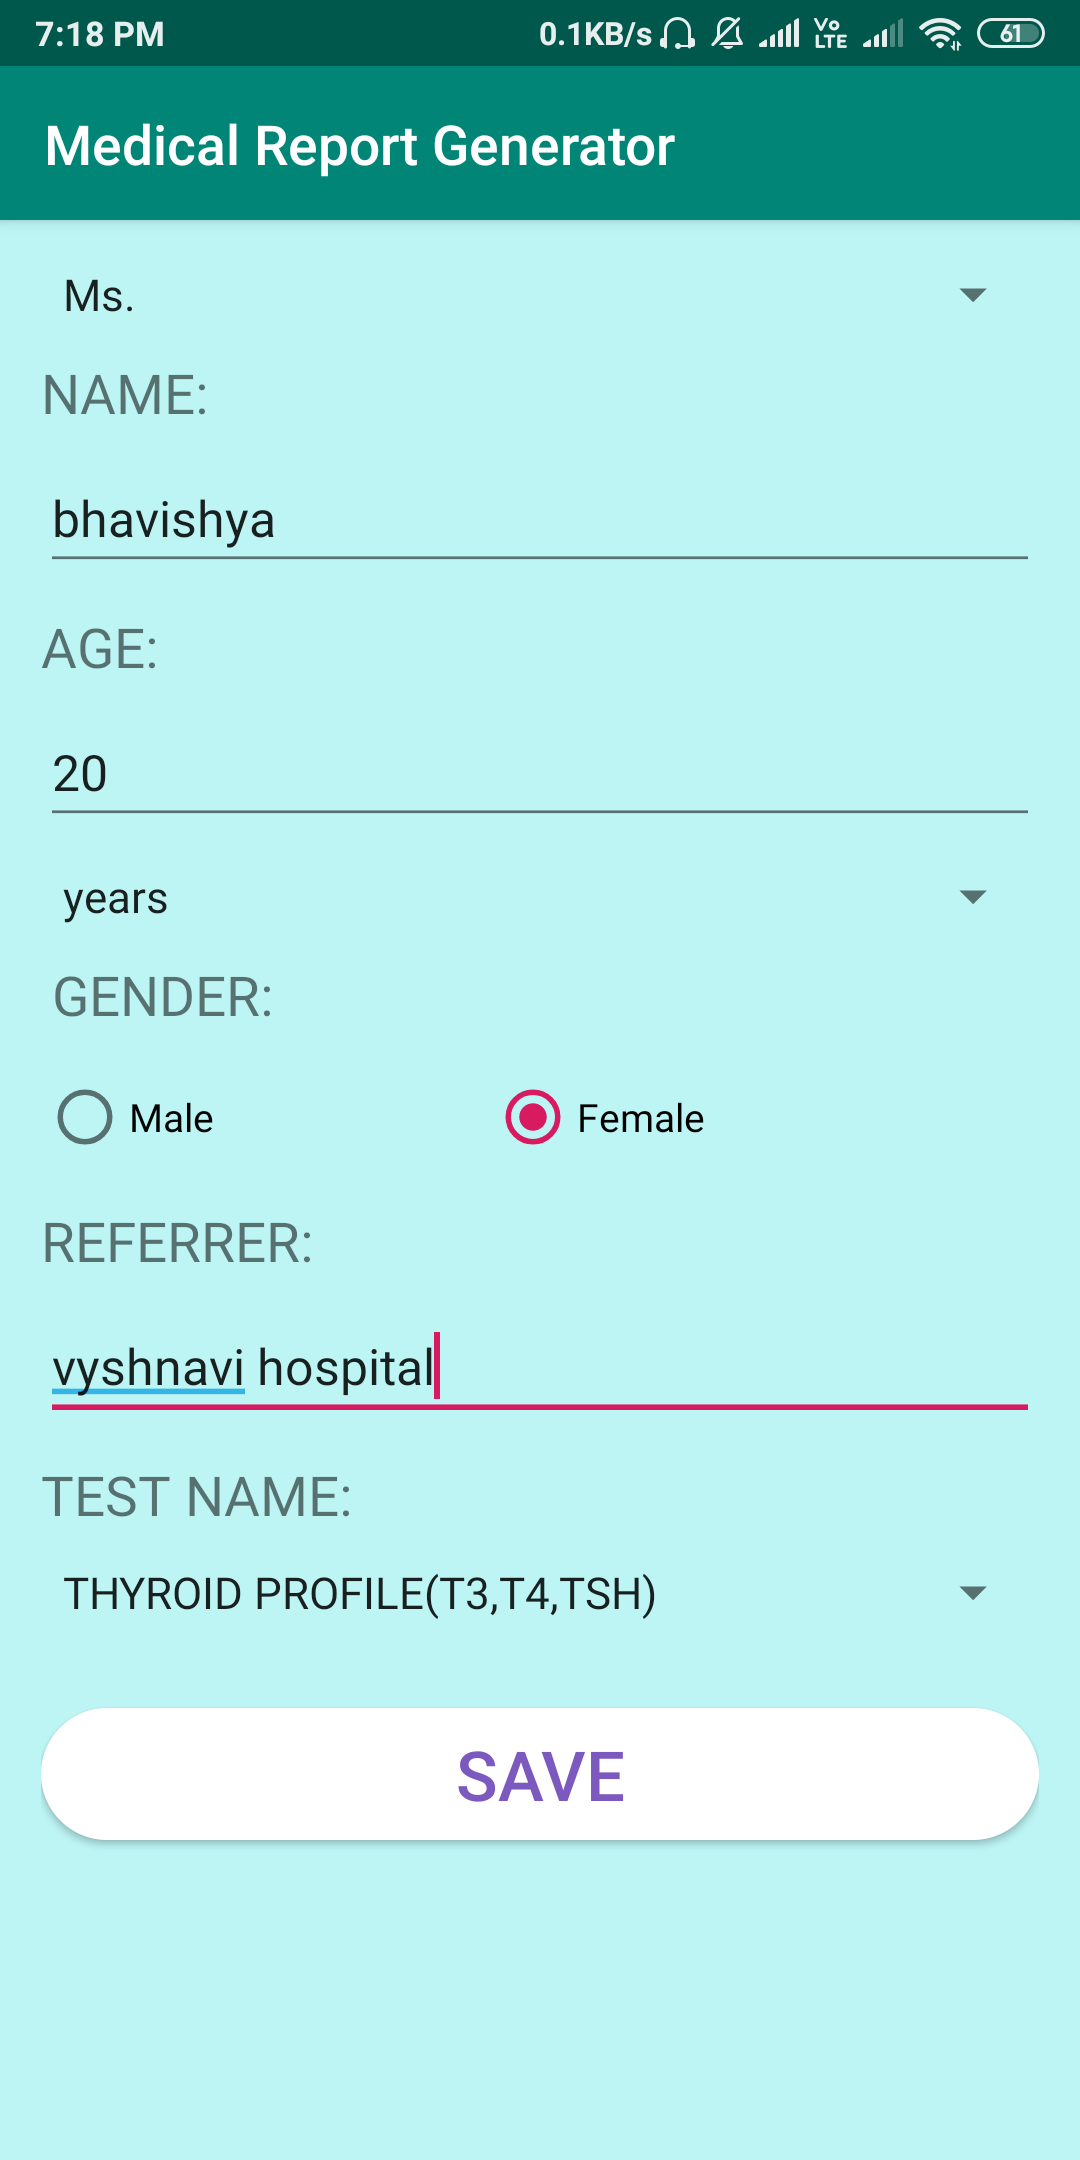 7:18 PM 0.1KB/s Vo LTE 61
Medical Report Generator
Ms.
NAME:
bhavishya
AGE:
20
years
GENDER:
Male Female
REFERRER:
vyshnavi hospital
TEST NAME:
THYROID PROFILE(T3,T4,TSH)
SAVE